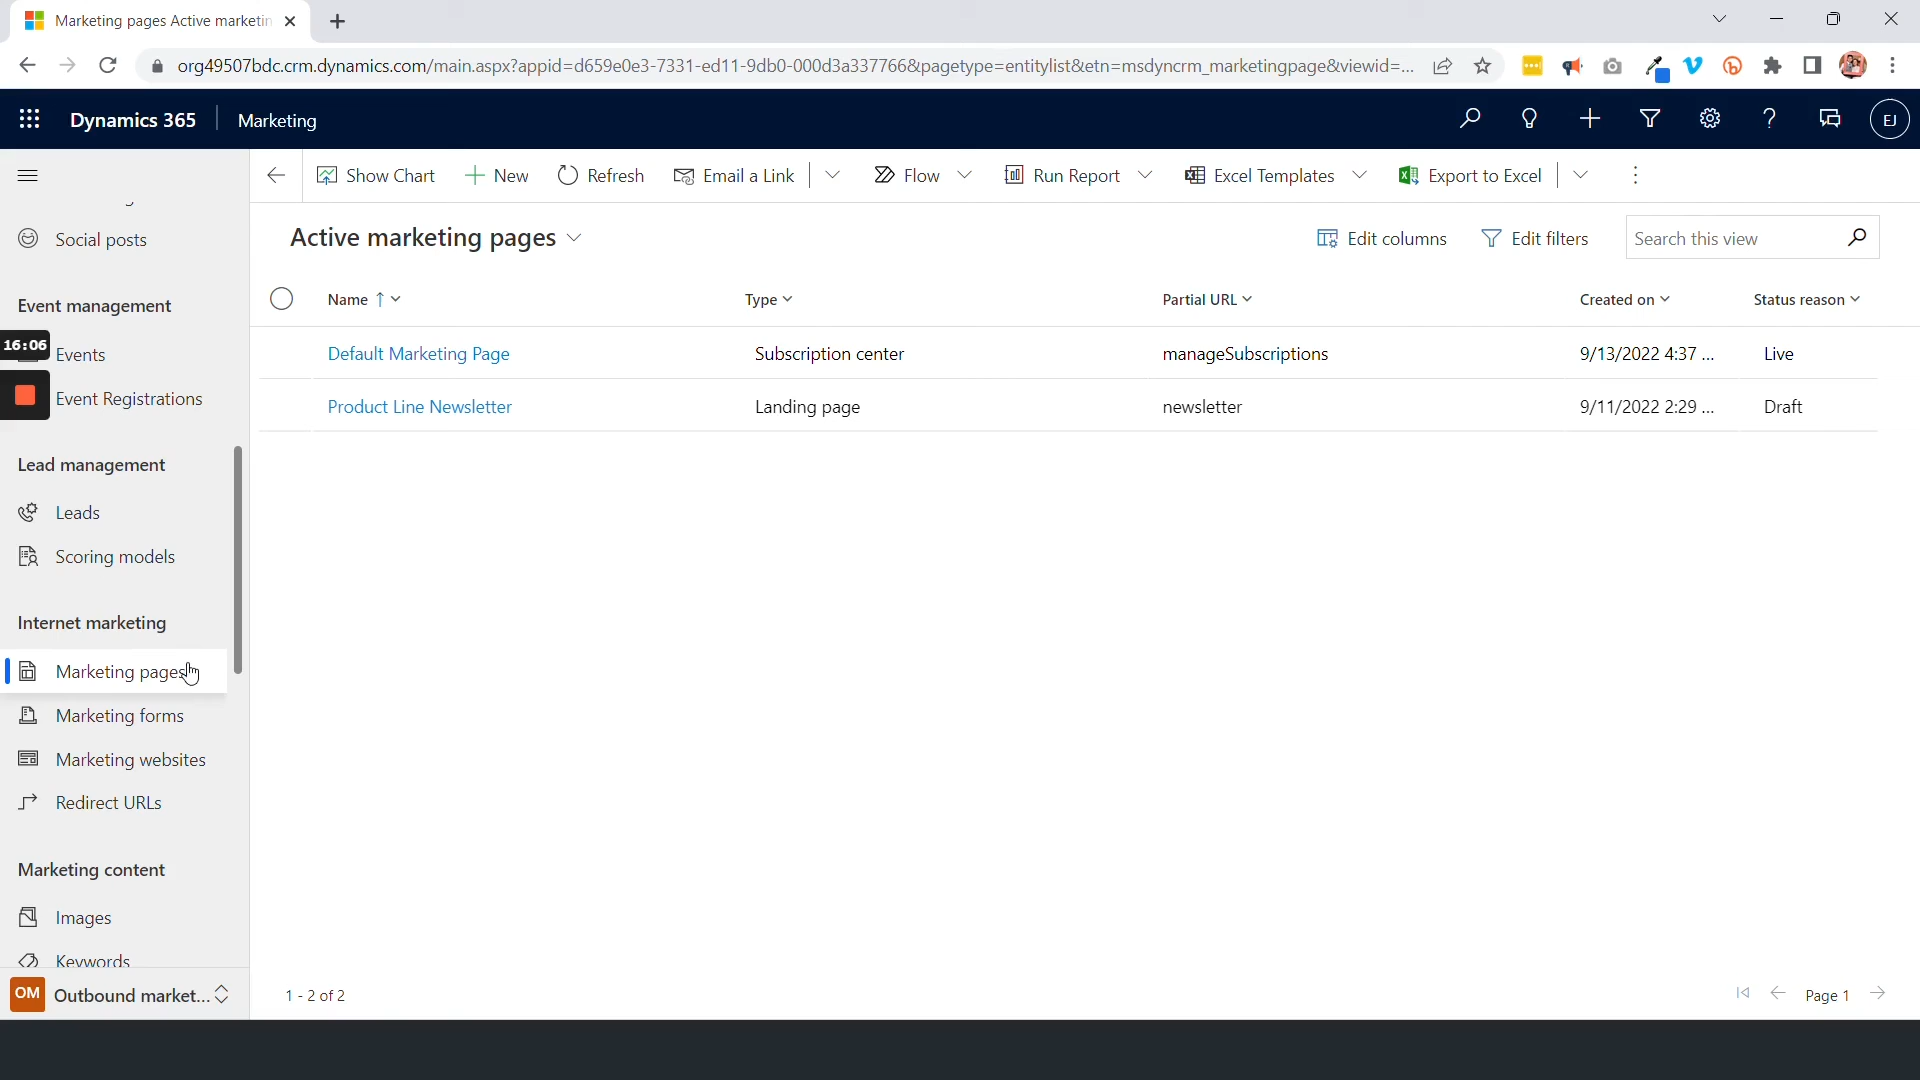 Marketing pages Active marketin
org49507bdc.crm.dynamics.com/main.aspx?appid=d659e0e3-7331-ed11-9db0-000d3a337766&pagetype=entitylist&etn=msdyncrm_marketingpage&viewid=...
Dynamics 365 Marketing EJ
Show Chart New Refresh Email a Link Flow Run Report Excel Templates Export to Excel
Social posts
Event management
16:06
Events
Event Registrations
Lead management
Leads
Scoring models
Internet marketing
Marketing pages
Marketing forms
Marketing websites
Redirect URLs
Marketing content
Images
Keywords
OM Outbound market...
Active marketing pages Edit columns Edit filters Search this view
Name Type Partial URL Created on Status reason
Default Marketing Page Subscription center manageSubscriptions 9/13/2022 4:37 ... Live
Product Line Newsletter Landing page newsletter 9/11/2022 2:29 ... Draft
1 - 2 of 2 Page 1